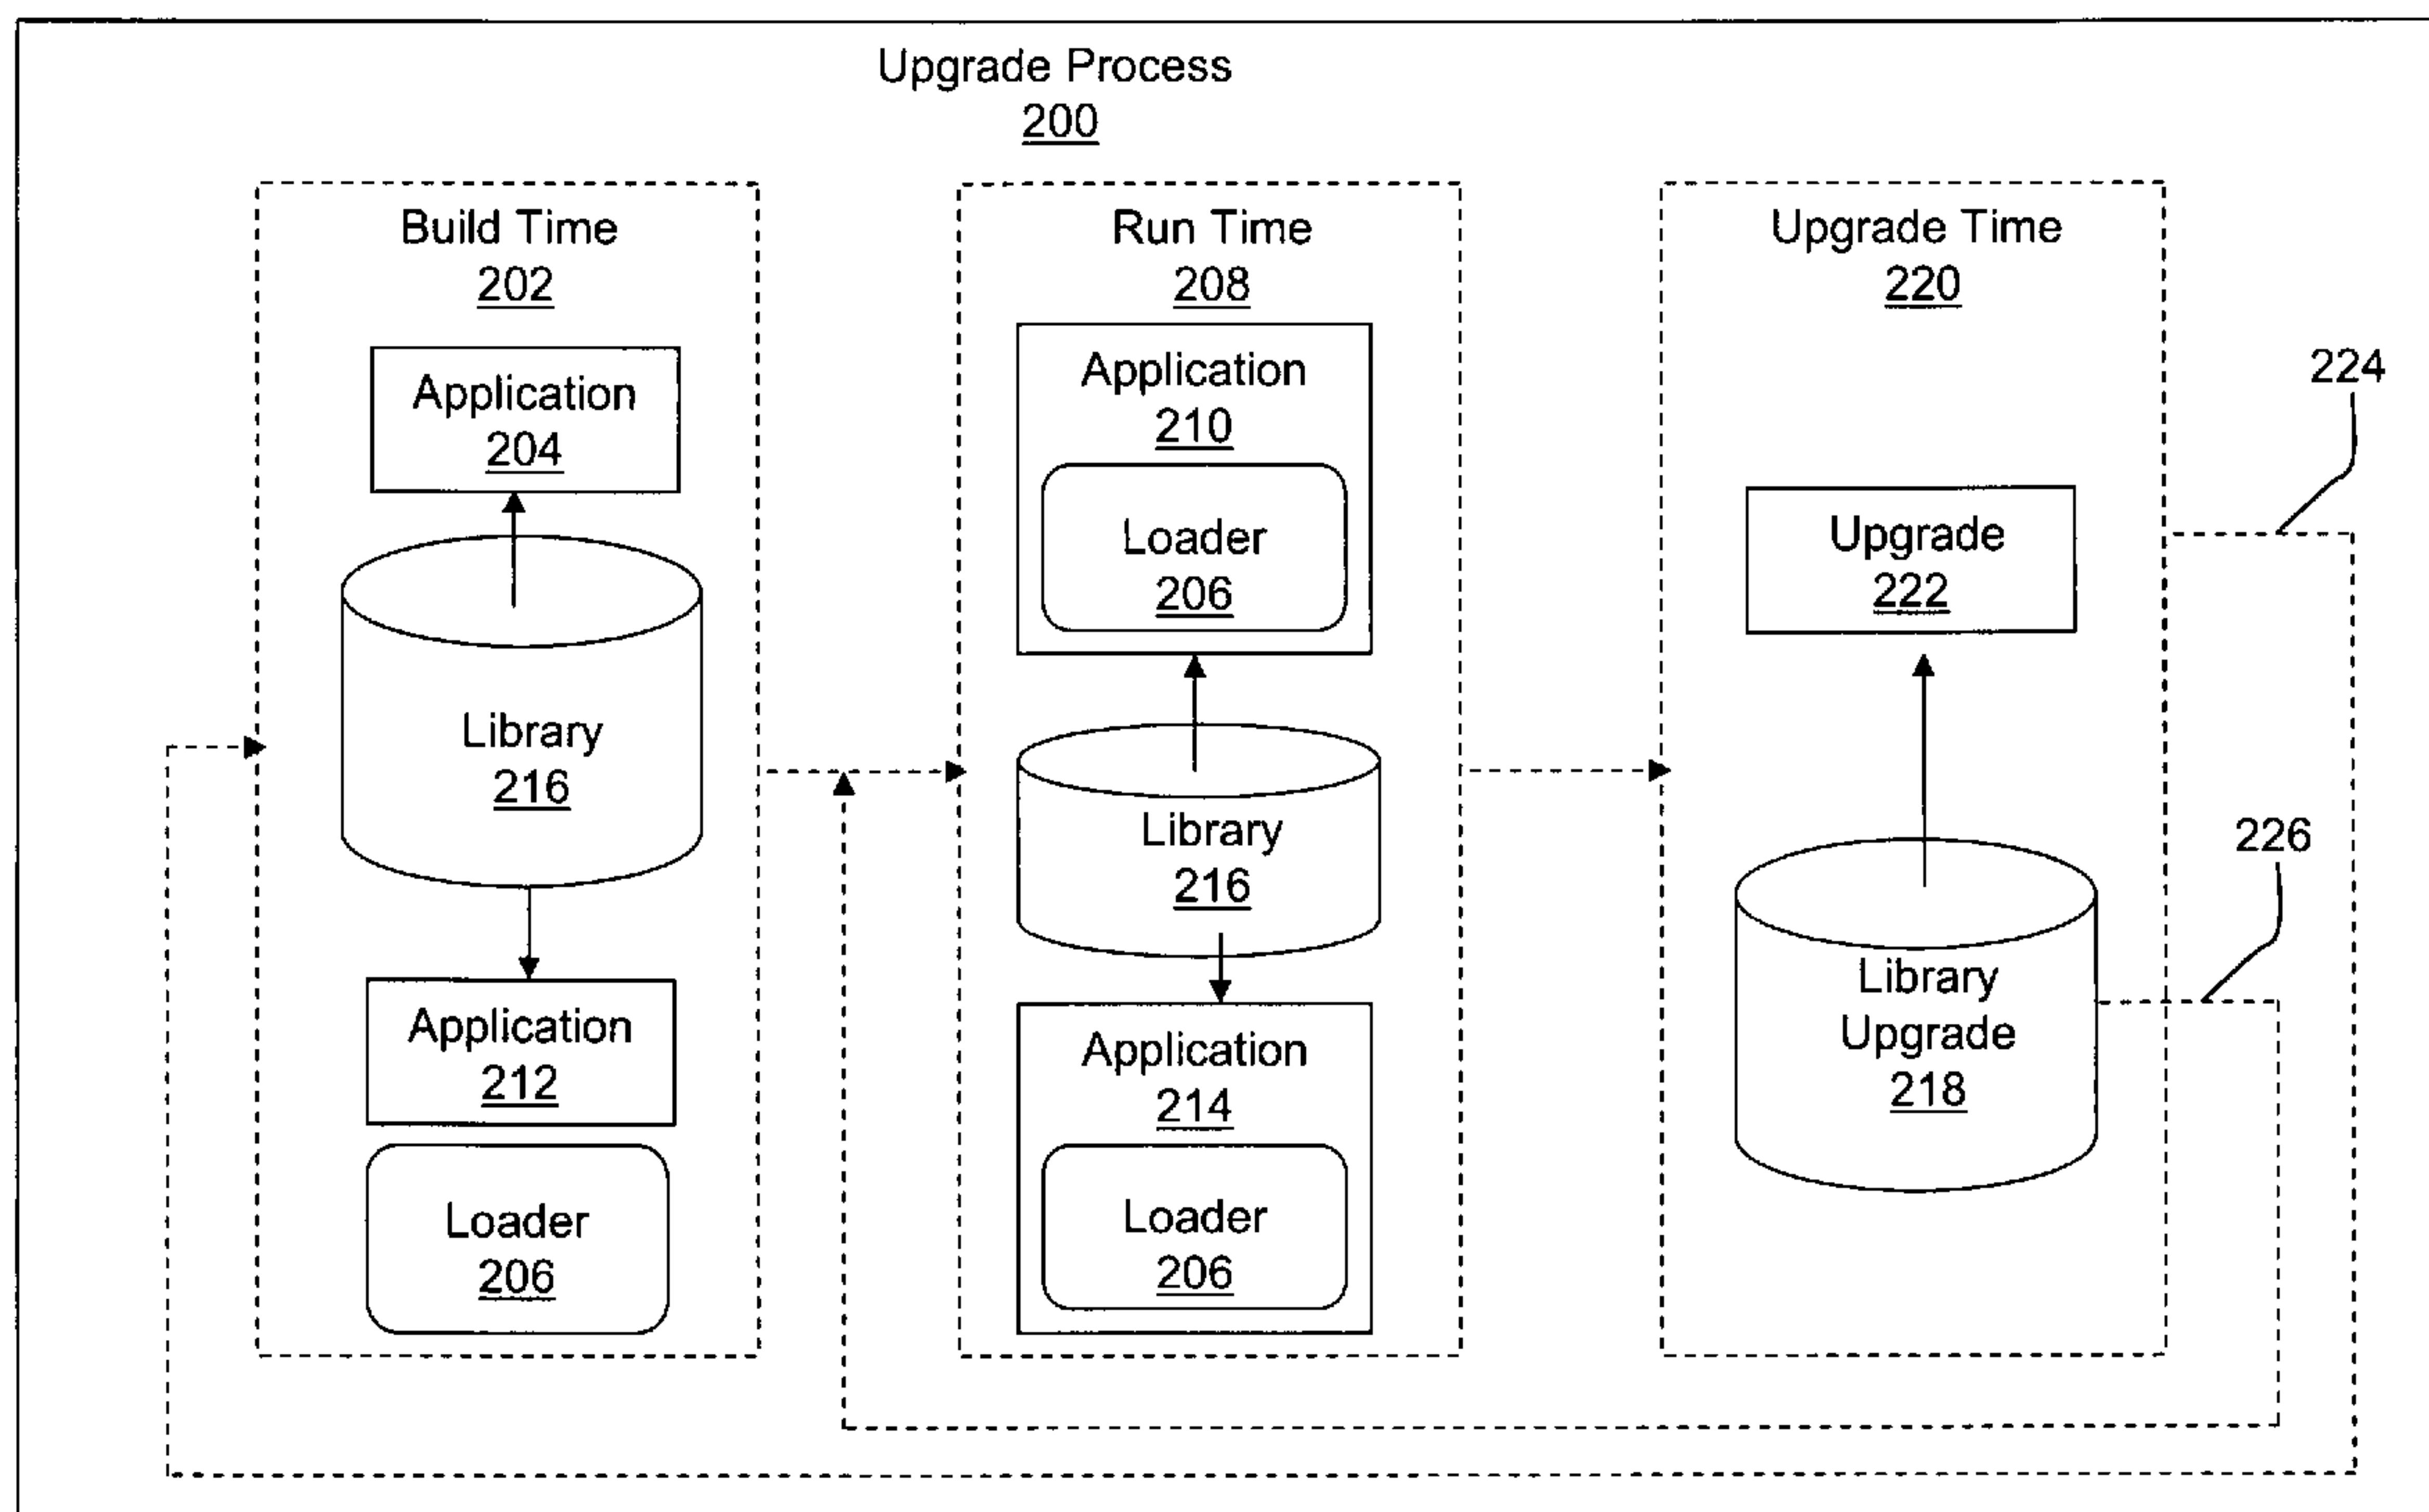 Upgrade Process
200
Build Time
202
Application
204
Library
216
Application
212
Loader
206
Run Time
208
Application
210
Loader
206
Library
216
Application
214
Loader
206
Upgrade Time
220
Upgrade
222
Library
Upgrade
218
224
226